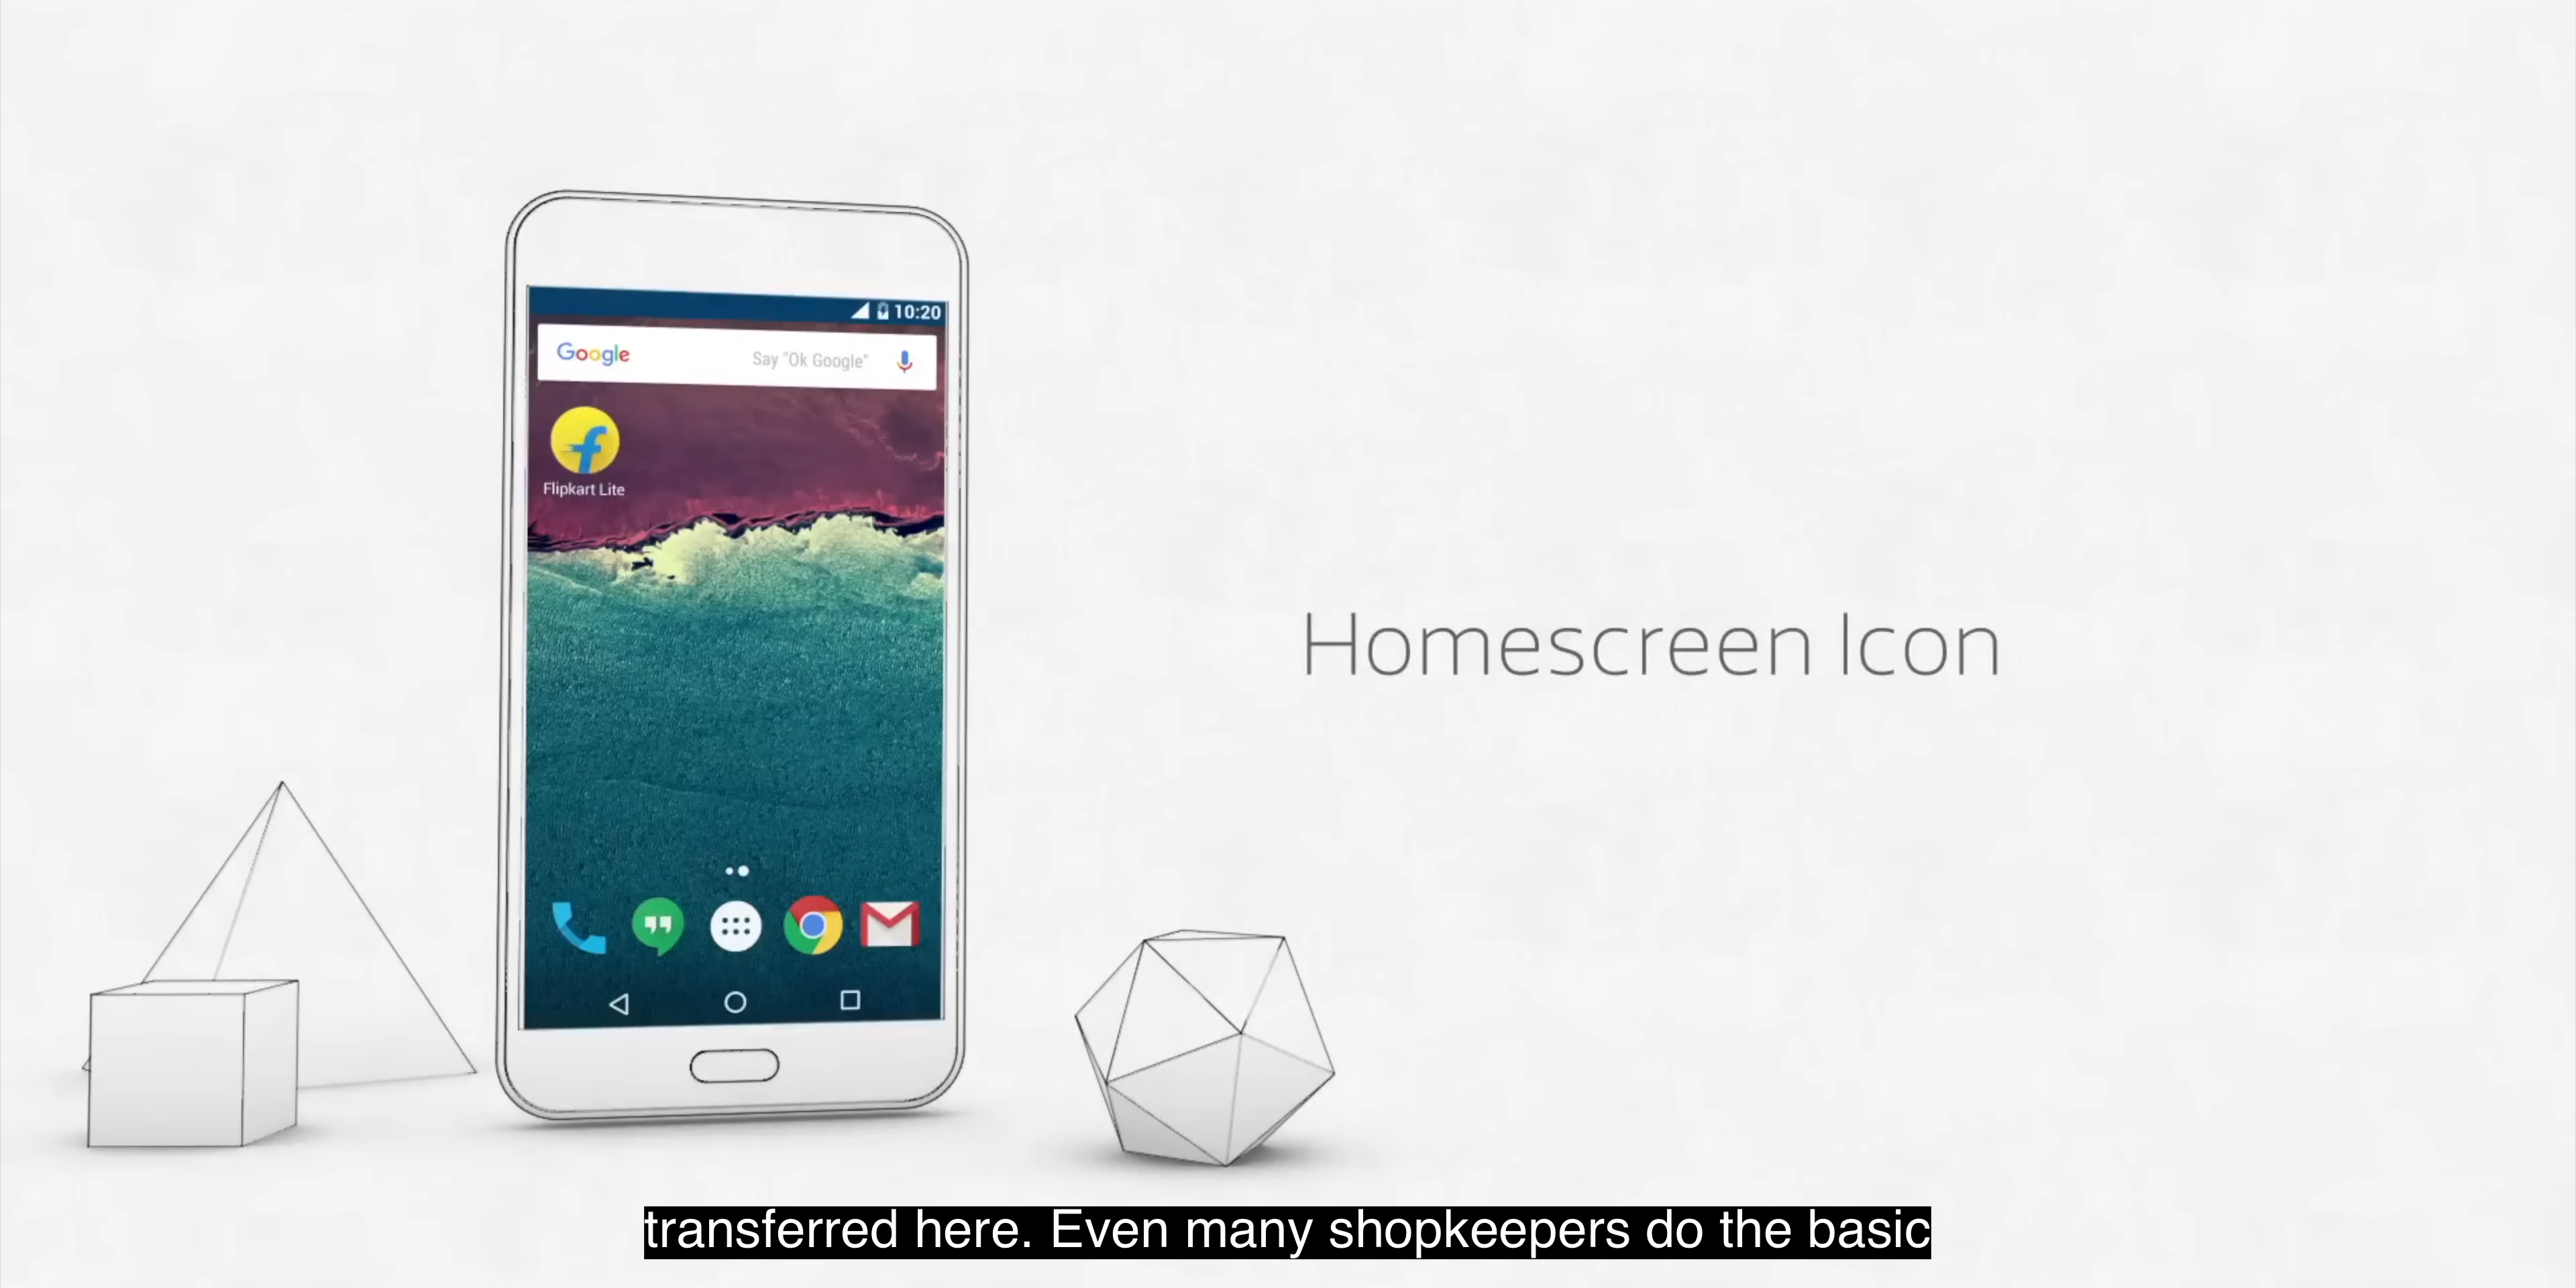 10:20
Google Say "Ok Google"
Flipkart Lite
Homescreen Icon
transferred here. Even many shopkeepers do the basic